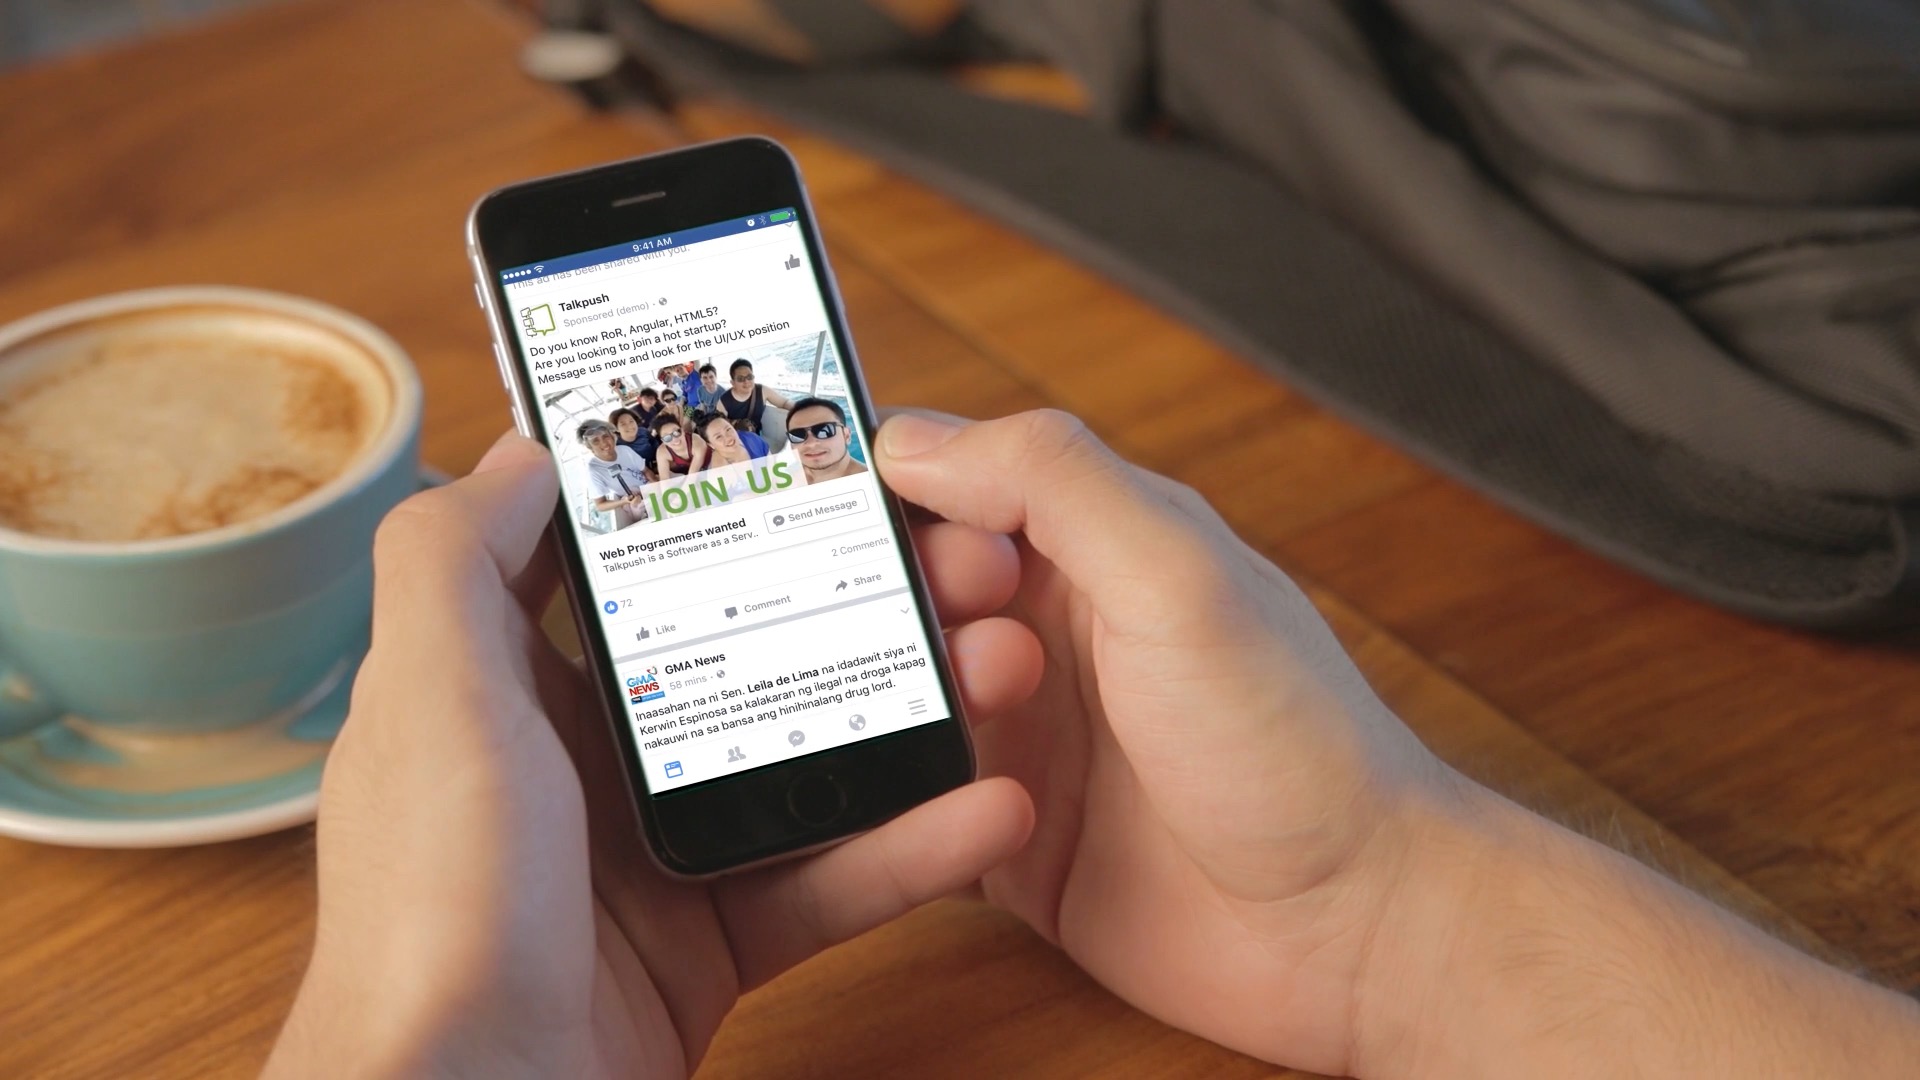 9:41 AM
This ad has been shared with you.
Talkpush
Sponsored (demo) ·
Do you know RoR, Angular, HTML5?
Are you looking to join a hot startup?
Message us now and look for the UI/UX position
JOIN US
Web Programmers wanted
Talkpush is a Software as a Serv..
Send Message
72
2 Comments
Like
Comment
Share
GMA NEWS
GMA News
58 mins ·
Inaasahan na ni Sen. Leila de Lima na idadawit siya ni
Kerwin Espinosa sa kalakaran ng ilegal na droga kapag
nakauwi na sa bansa ang hinihinalang drug lord.